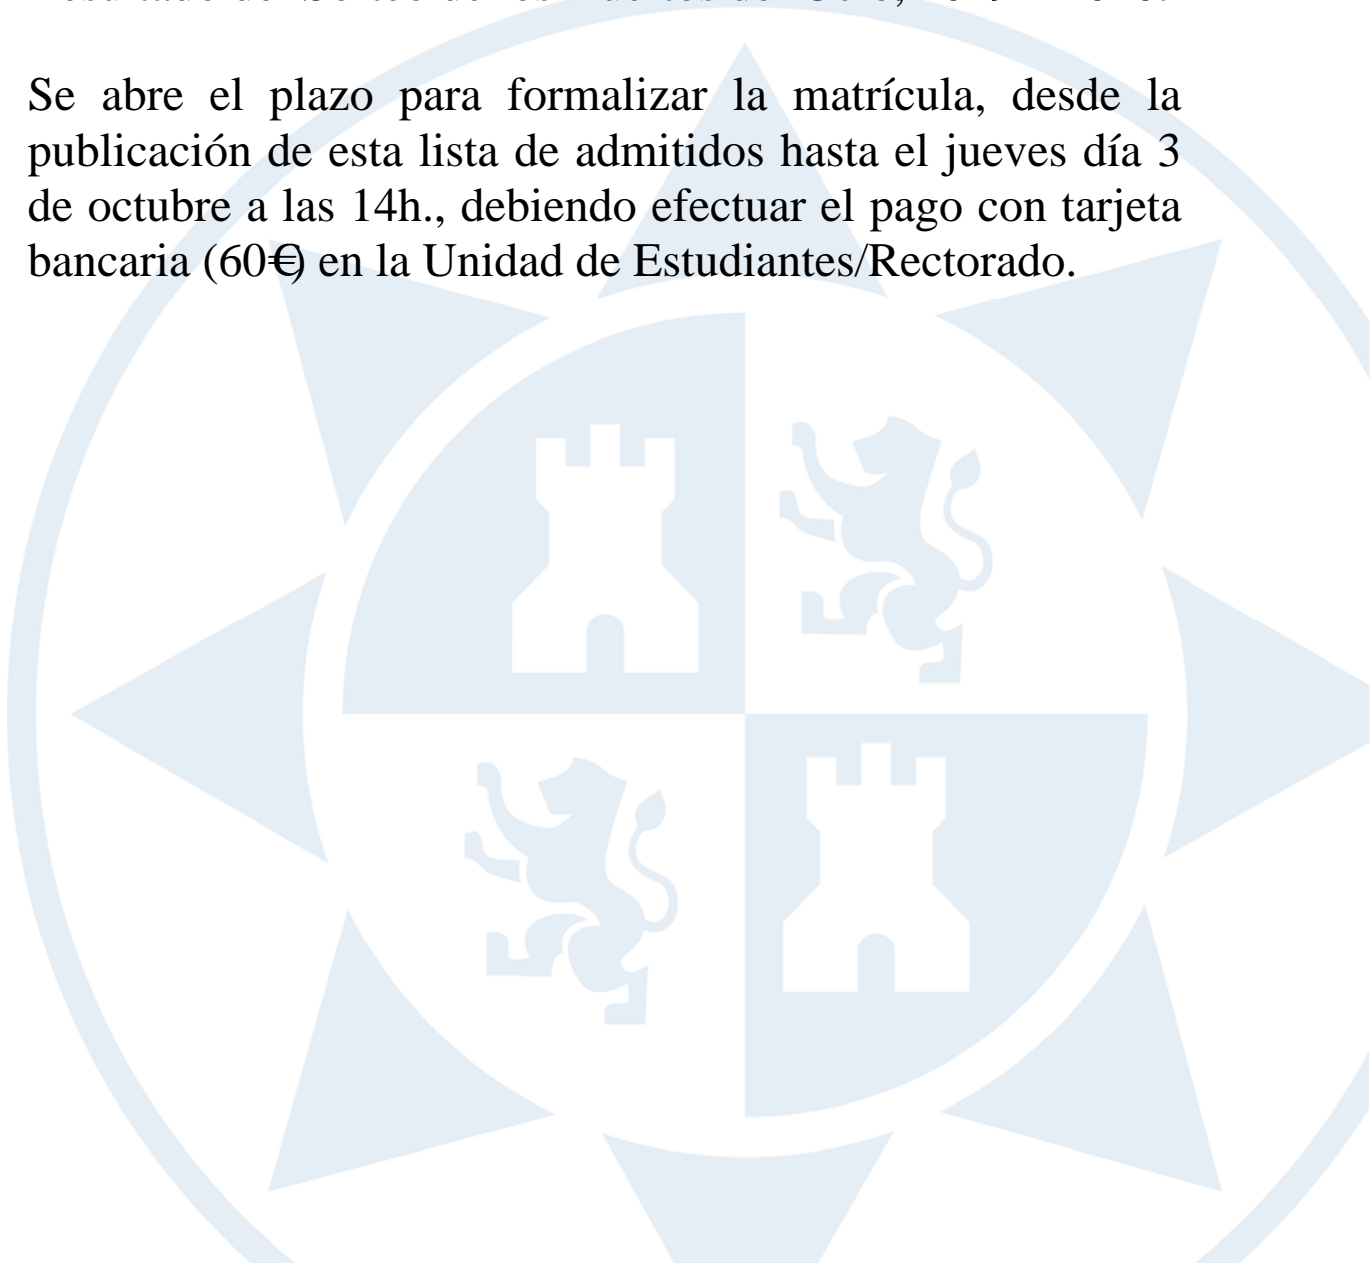 Se abre el plazo para formalizar la matrícula, desde la
publicación de esta lista de admitidos hasta el jueves día 3
de octubre a las 14h., debiendo efectuar el pago con tarjeta
bancaria (60€) en la Unidad de Estudiantes/Rectorado.